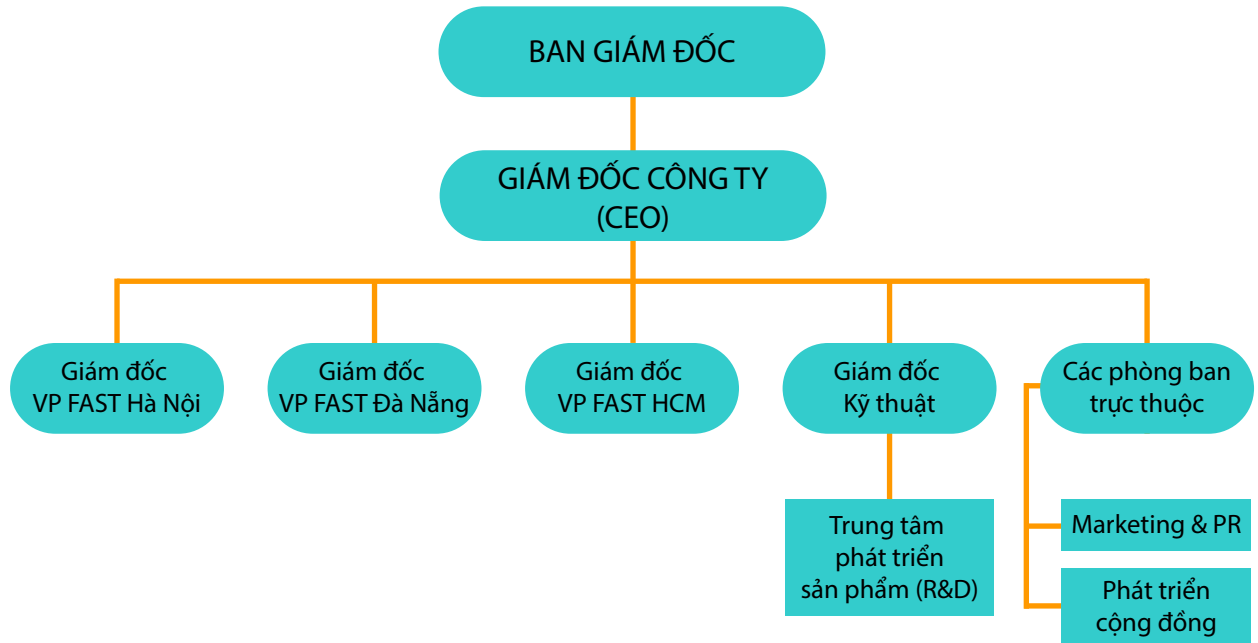 BAN GIÁM ĐỐC
GIÁM ĐỐC CÔNG TY
(CEO)
Giám đốc
VP FAST Hà Nội
Giám đốc
VP FAST Đà Nẵng
Giám đốc
VP FAST HCM
Giám đốc
Kỹ thuật
Các phòng ban
trực thuộc
Trung tâm
phát triển
sản phẩm (R&D)
Marketing & PR
Phát triển
cộng đồng